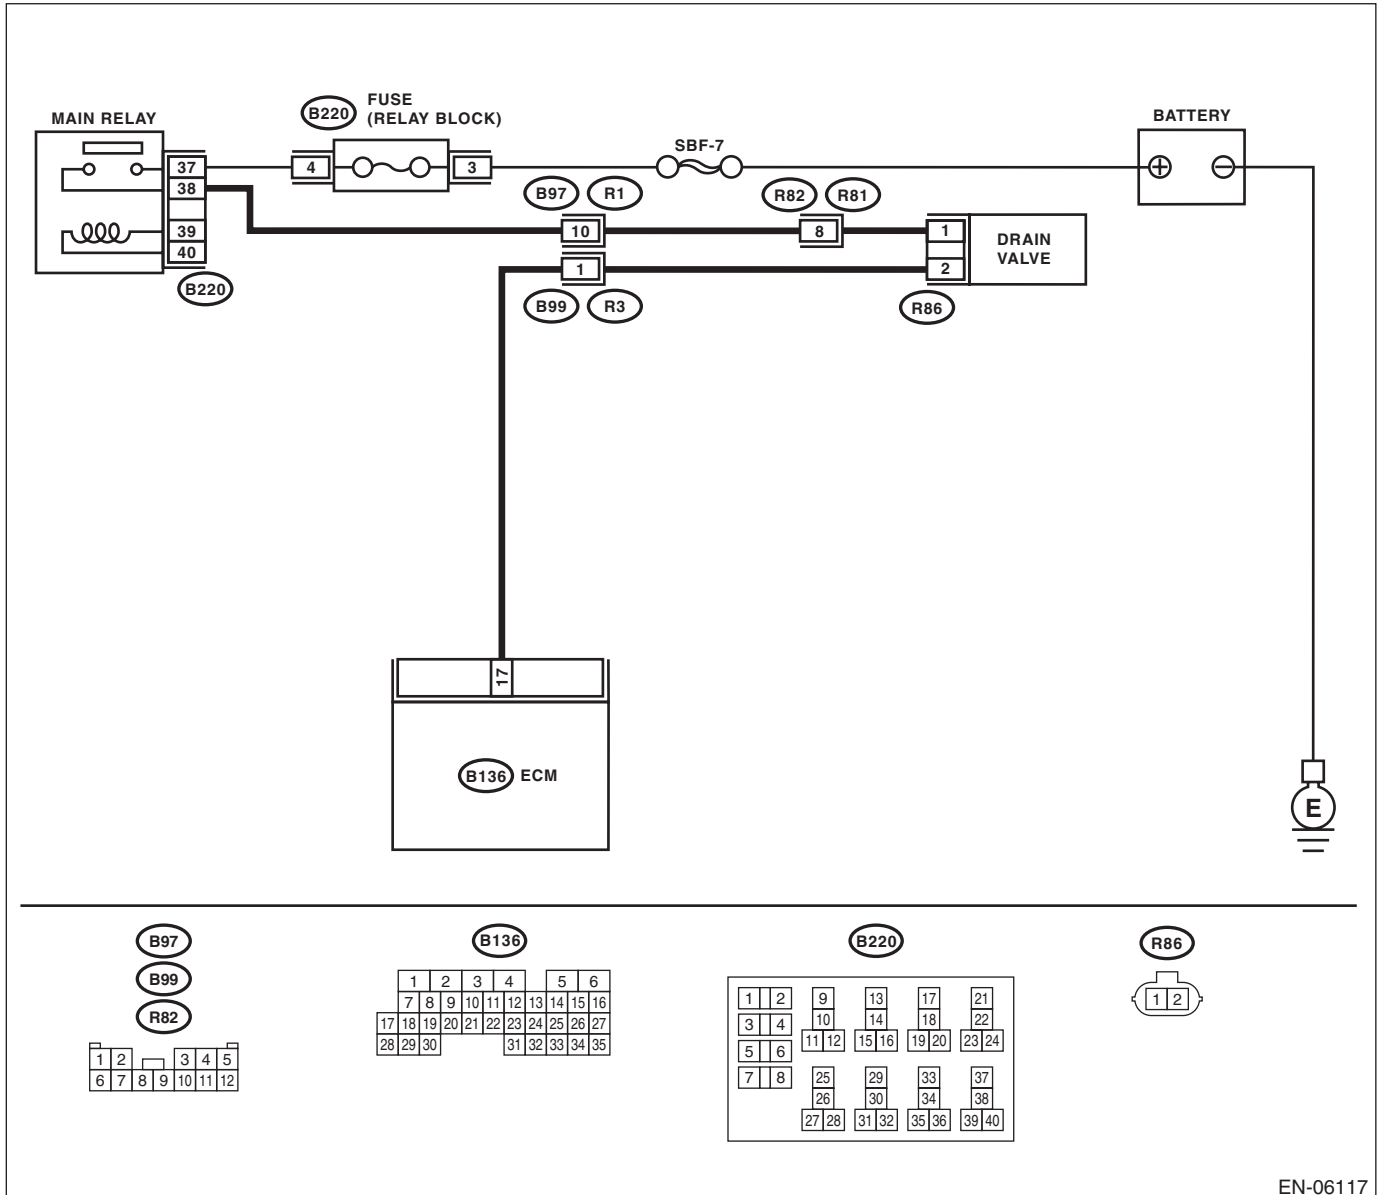 B220 FUSE
(RELAY BLOCK)
MAIN RELAY
BATTERY
SBF-7
37 4 3
38
B97 R1 R82 R81
39 10 8 1 DRAIN
VALVE
40 1 2
B220 B99 R3 R86
17
B136 ECM
E
B97
B99
R82
1 2 3 4 5
6 7 8 9 10 11 12
B136
1 2 3 4 5 6
7 8 9 10 11 12 13 14 15 16
17 18 19 20 21 22 23 24 25 26 27
28 29 30 31 32 33 34 35
B220
1 2 9 13 17 21
3 4 10 14 18 22
11 12 15 16 19 20 23 24
5 6
7 8 25 29 33 37
26 30 34 38
27 28 31 32 35 36 39 40
R86
1 2
EN-06117